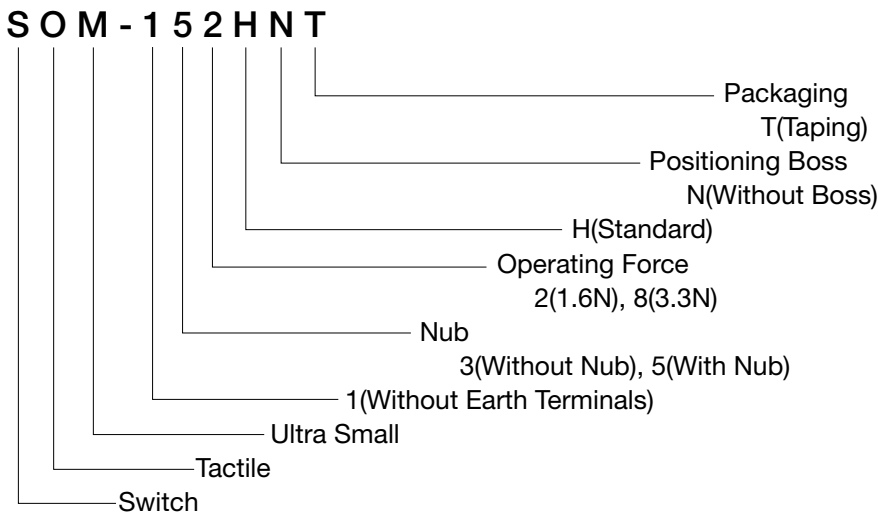 SOM-152HNT
Packaging
T(Taping)
Positioning Boss
N(Without Boss)
H(Standard)
Operating Force
2(1.6N), 8(3.3N)
Nub
3(Without Nub), 5(With Nub)
1(Without Earth Terminals)
Ultra Small
Tactile
Switch